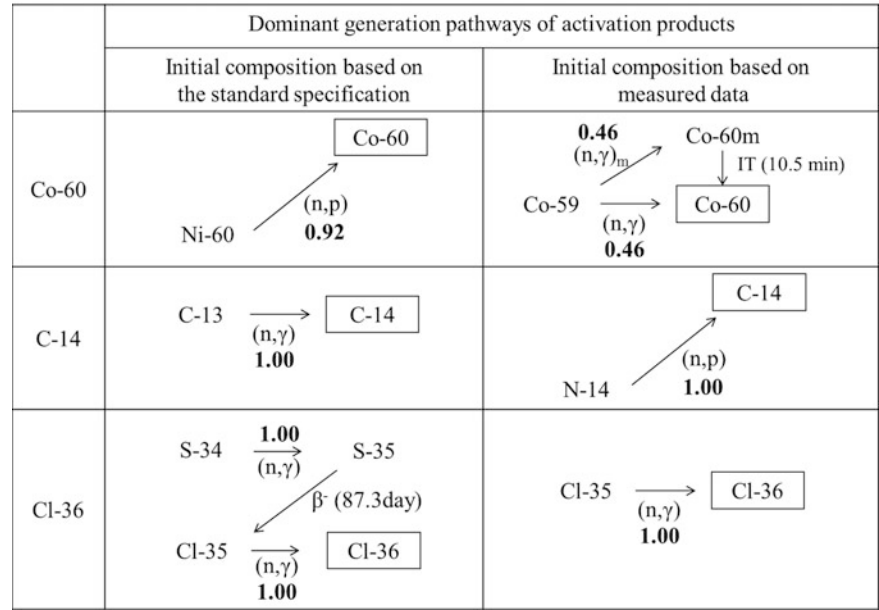 Dominant generation pathways of activation products
Initial composition based on
the standard specification
Initial composition based on
measured data
Co-60
Co-60
(n,p)
Ni-60
0.92
0.46
Co-60m
(n,γ)m
IT (10.5 min)
Co-59
Co-60
(n,γ)
0.46
C-14
C-13
C-14
(n,γ)
1.00
C-14
(n,p)
N-14
1.00
Cl-36
1.00
S-34
S-35
(n,γ)
β- (87.3day)
Cl-35
Cl-36
(n,γ)
1.00
Cl-35
Cl-36
(n,γ)
1.00